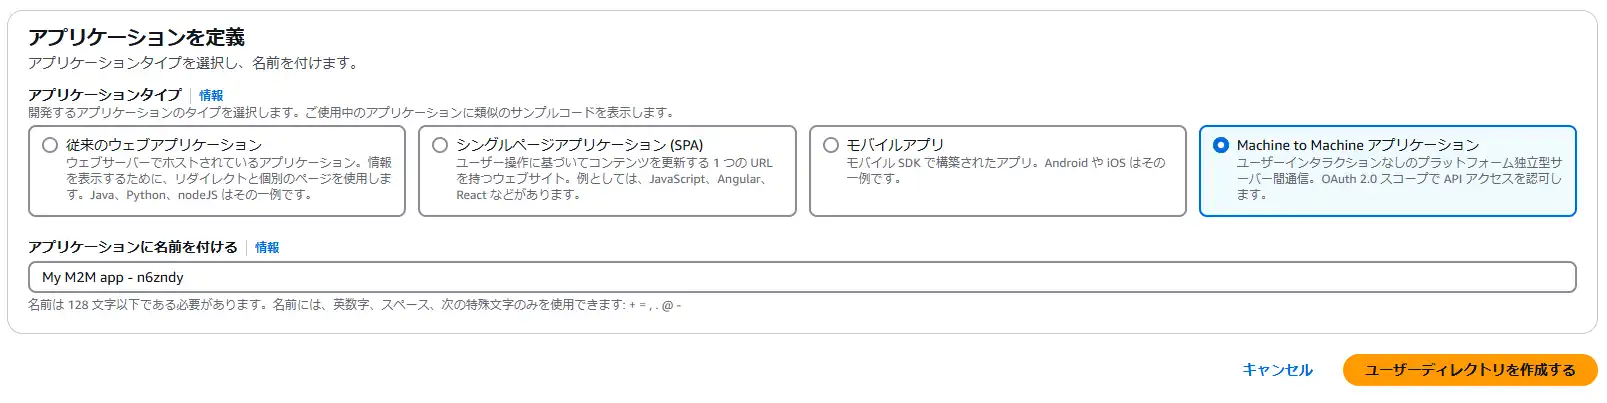 アプリケーションを定義
アプリケーションタイプを選択し、名前を付けます。
アプリケーションタイプ 情報
開発するアプリケーションのタイプを選択します。ご使用中のアプリケーションに類似のサンプルコードを表示します。
従来のウェブアプリケーション
ウェブサーバーでホストされているアプリケーション。情報
を表示するために、リダイレクトと個別のページを使用しま
す。Java、Python、nodeJS はその一例です。
シングルページアプリケーション (SPA)
ユーザー操作に基づいてコンテンツを更新する 1 つの URL
を持つウェブサイト。例としては、JavaScript、Angular、
React などがあります。
モバイルアプリ
モバイル SDK で構築されたアプリ。Android や iOS はその
一例です。
Machine to Machine アプリケーション
ユーザーインタラクションなしのプラットフォーム独立型サ
ーバー間通信。OAuth 2.0 スコープで API アクセスを認可し
ます。
アプリケーションに名前を付ける 情報
My M2M app - n6zndy
名前は 128 文字以下である必要があります。名前には、英数字、スペース、次の特殊文字のみを使用できます: + = , . @ -
キャンセル ユーザーディレクトリを作成する